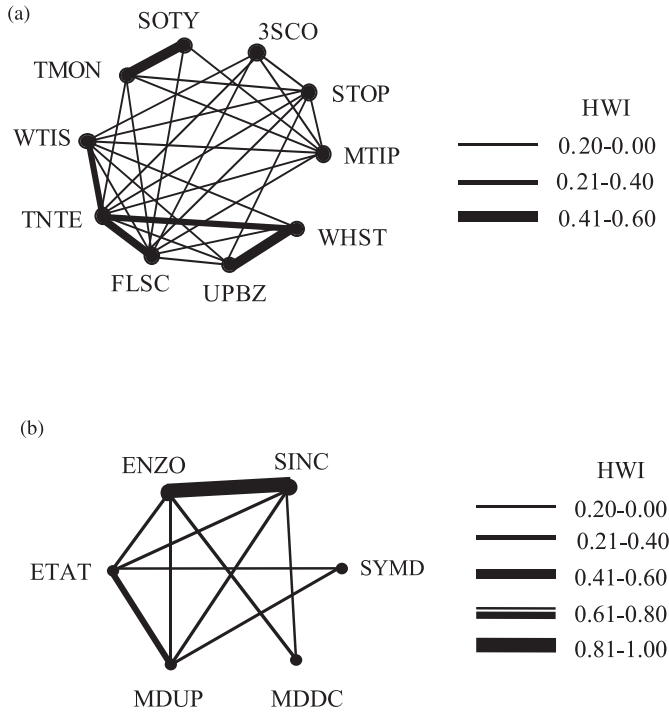 (a)
SOTY
3SCO
TMON
STOP
HWI
WTIS
0.20-0.00
MTIP
0.21-0.40
TNTE
0.41-0.60
WHST
FLSC
UPBZ
(b)
ENZO
SINC
HWI
0.20-0.00
0.21-0.40
ETAT
SYMD
0.41-0.60
0.61-0.80
0.81-1.00
MDUP
MDDC